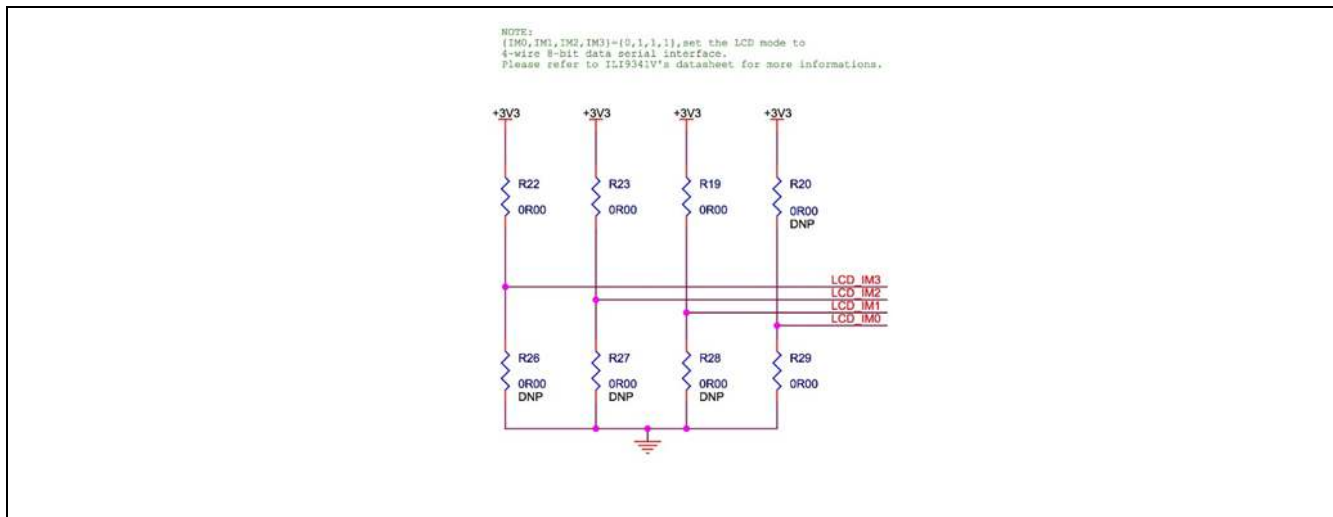 NOTE:
{IM0,IM1,IM2,IM3}={0,1,1,1},set the LCD mode to
4-wire 8-bit data serial interface.
Please refer to ILI9341V's datasheet for more informations.
+3V3 +3V3 +3V3 +3V3
R22 R23 R19 R20
0R00 0R00 0R00 0R00
DNP
LCD_IM3
LCD_IM2
LCD_IM1
LCD_IM0
R26 R27 R28 R29
0R00 0R00 0R00 0R00
DNP DNP DNP